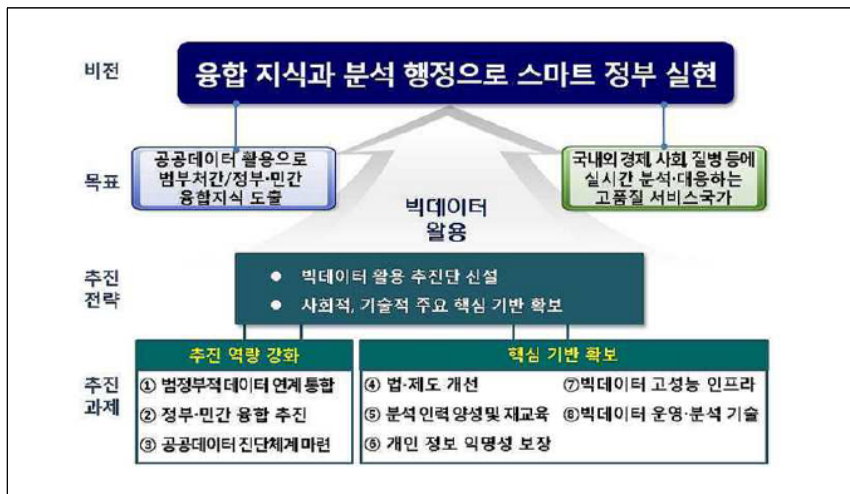 비전
융합 지식과 분석 행정으로 스마트 정부 실현
목표
공공데이터 활용으로
범부처간/정부·민간
융합지식 도출
국내외 경제, 사회, 질병 등에
실시간 분석·대응하는
고품질 서비스국가
빅데이터
활용
추진
전략
● 빅데이터 활용 추진단 신설
● 사회적, 기술적 주요 핵심 기반 확보
추진
과제
추진 역량 강화
① 범정부적 데이터 연계 통합
② 정부·민간 융합 추진
③ 공공데이터 진단체계 마련
핵심 기반 확보
④ 법·제도 개선
⑤ 분석 인력 양성 및 재교육
⑥ 개인 정보 익명성 보장
⑦빅데이터 고성능 인프라
⑧빅데이터 운영·분석 기술